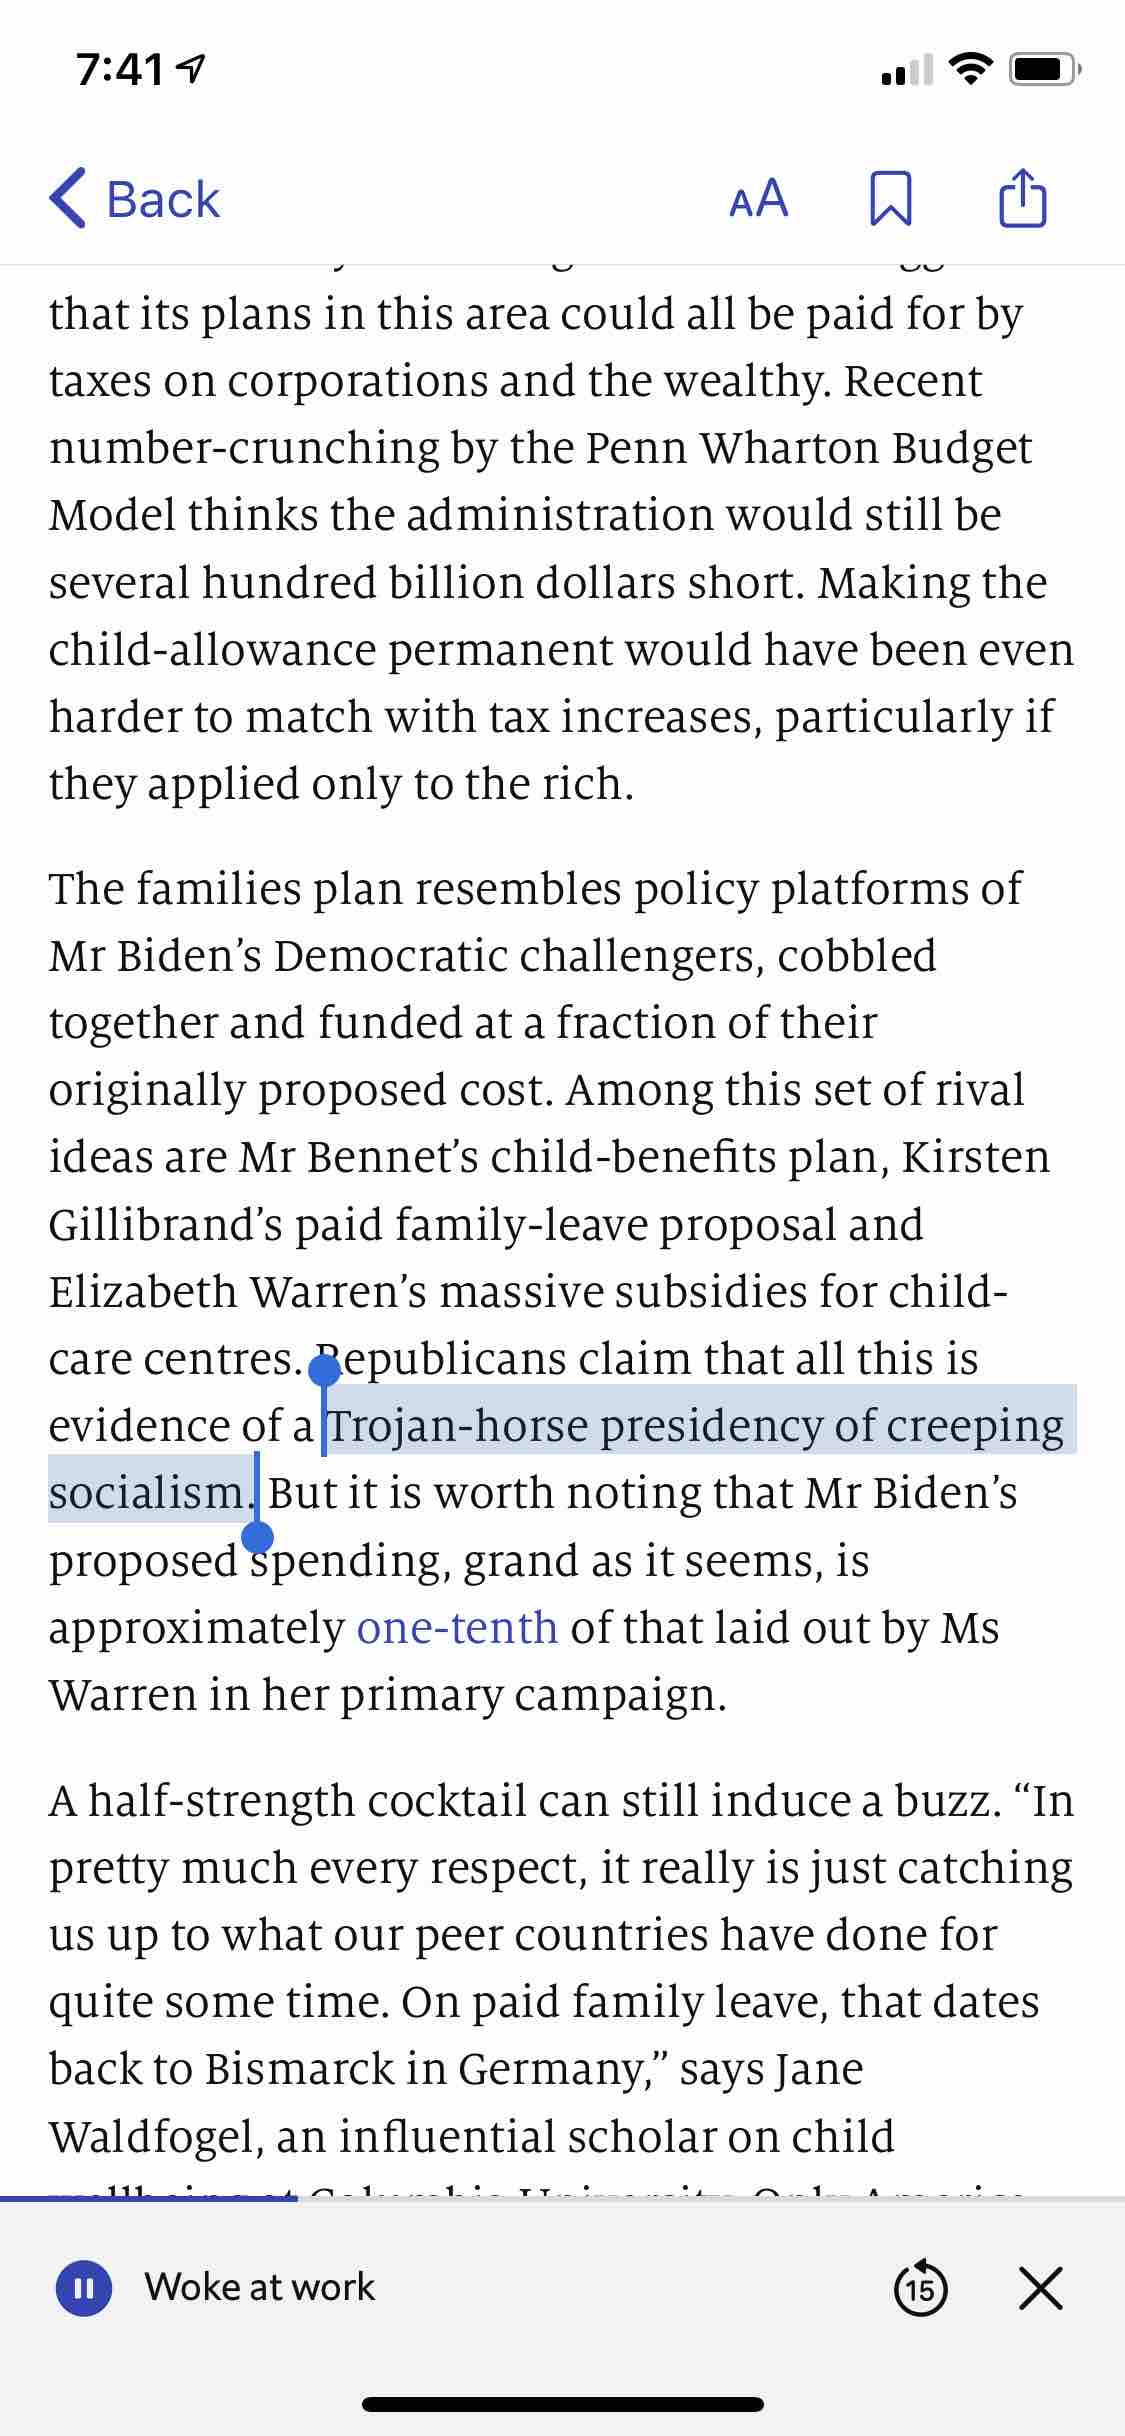 7:41
Back
AA
that its plans in this area could all be paid for by
taxes on corporations and the wealthy. Recent
number-crunching by the Penn Wharton Budget
Model thinks the administration would still be
several hundred billion dollars short. Making the
child-allowance permanent would have been even
harder to match with tax increases, particularly if
they applied only to the rich.
The families plan resembles policy platforms of
Mr Biden’s Democratic challengers, cobbled
together and funded at a fraction of their
originally proposed cost. Among this set of rival
ideas are Mr Bennet’s child-benefits plan, Kirsten
Gillibrand’s paid family-leave proposal and
Elizabeth Warren’s massive subsidies for child-
care centres. Republicans claim that all this is
evidence of a Trojan-horse presidency of creeping
socialism. But it is worth noting that Mr Biden’s
proposed spending, grand as it seems, is
approximately one-tenth of that laid out by Ms
Warren in her primary campaign.
A half-strength cocktail can still induce a buzz. “In
pretty much every respect, it really is just catching
us up to what our peer countries have done for
quite some time. On paid family leave, that dates
back to Bismarck in Germany,” says Jane
Waldfogel, an influential scholar on child
wellbeing at Columbia University. Only America
Woke at work
15